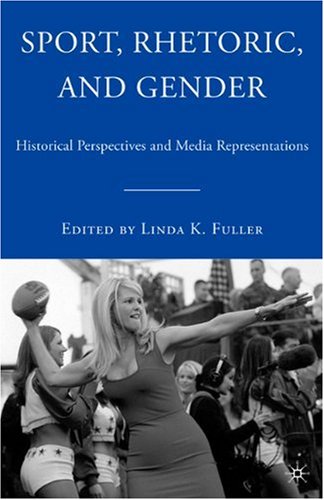 SPORT, RHETORIC,
AND GENDER
Historical Perspectives and Media Representations
EDITED BY LINDA K. FULLER